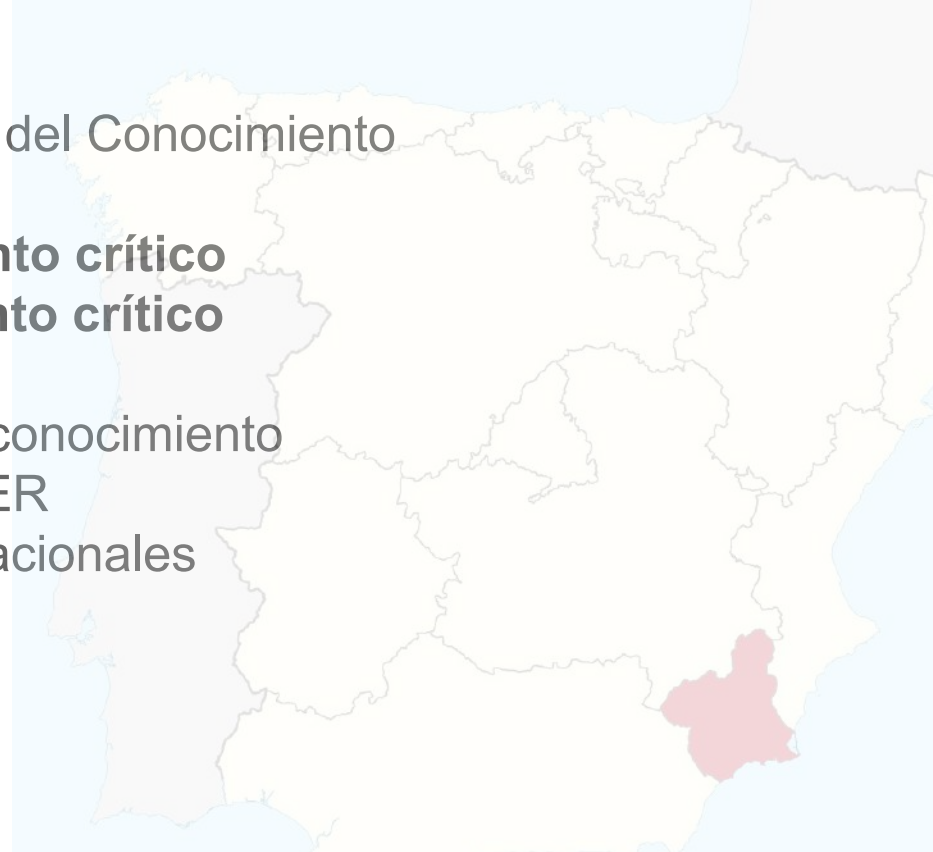 del Conocimiento
nto crítico
nto crítico
conocimiento
ER
acionales